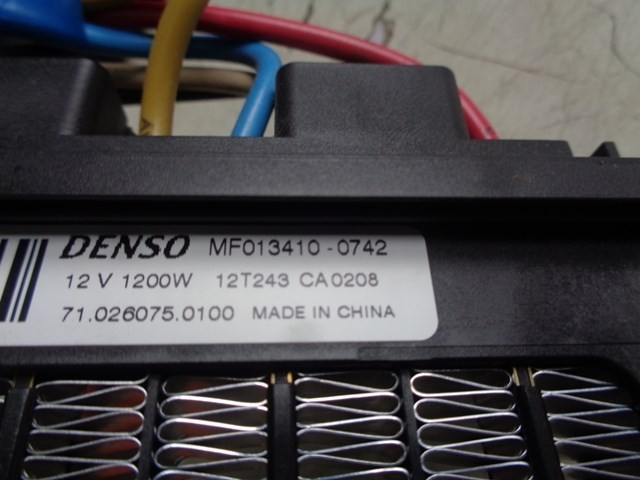 DENSO MF013410-0742
12 V 1200W 12T243 CA0208
71.026075.0100 MADE IN CHINA